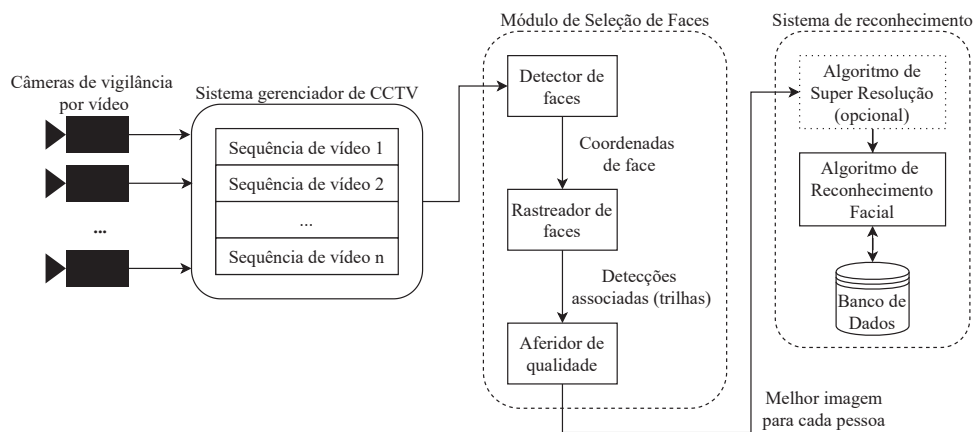 Câmeras de vigilância
por vídeo
...
Sistema gerenciador de CCTV
Sequência de vídeo 1
Sequência de vídeo 2
...
Sequência de vídeo n
Módulo de Seleção de Faces
Detector de
faces
Coordenadas
de face
Rastreador de
faces
Detecções
associadas (trilhas)
Aferidor de
qualidade
Melhor imagem
para cada pessoa
Sistema de reconhecimento
Algoritmo de
Super Resolução
(opcional)
Algoritmo de
Reconhecimento
Facial
Banco de
Dados